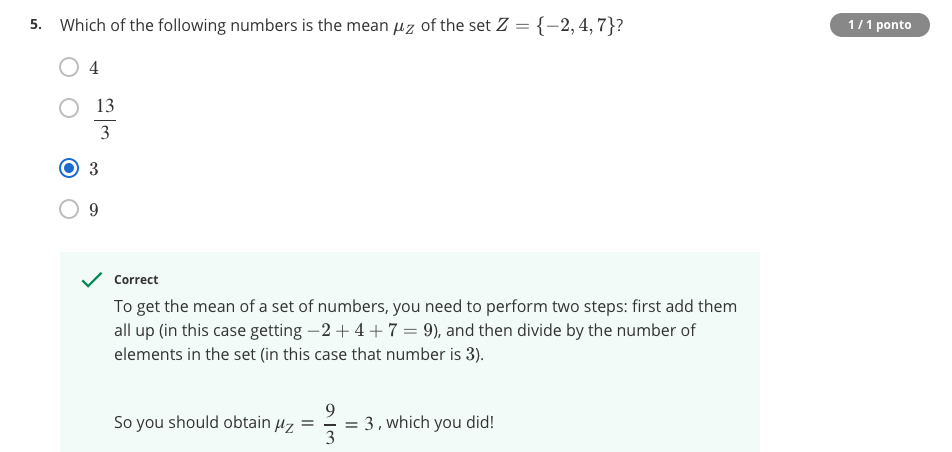 5. Which of the following numbers is the mean μ_Z of the set Z = {−2, 4, 7}?
1 / 1 ponto
4
13/3
3
9
Correct
To get the mean of a set of numbers, you need to perform two steps: first add them
all up (in this case getting −2 + 4 + 7 = 9), and then divide by the number of
elements in the set (in this case that number is 3).
So you should obtain μ_Z = 9/3 = 3 , which you did!